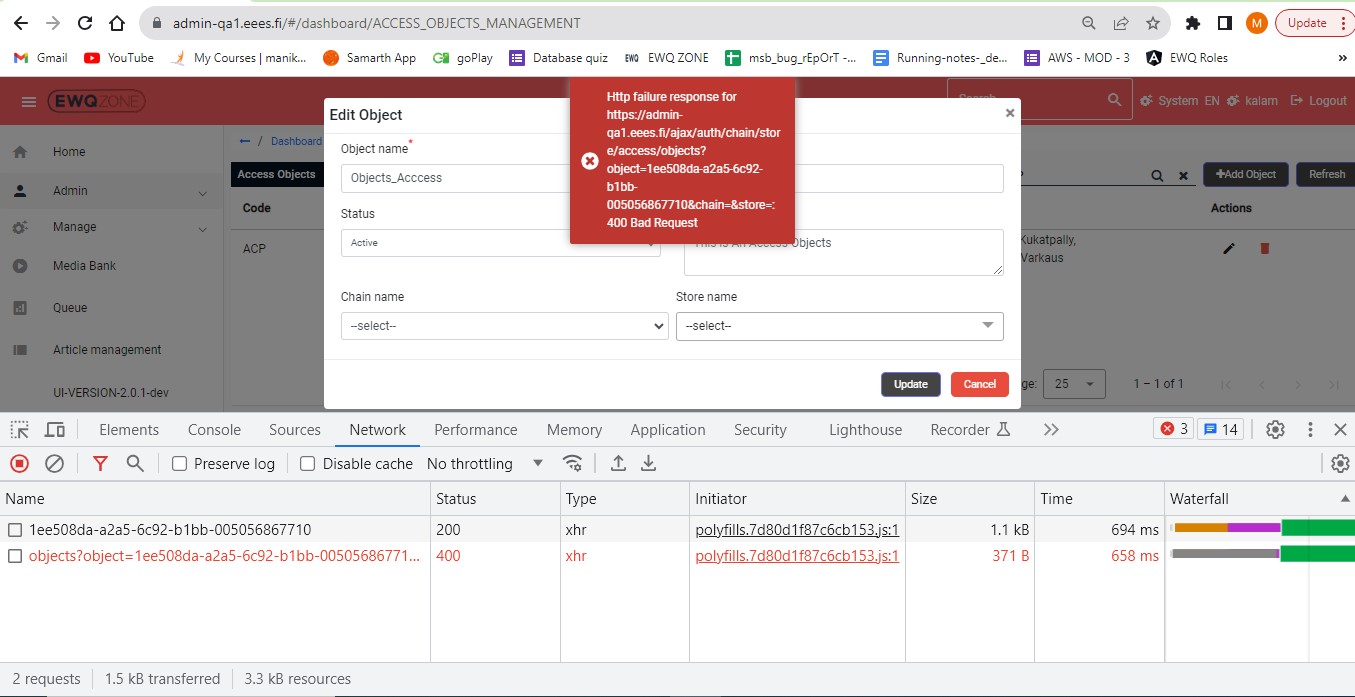 admin-qa1.eees.fi/#/dashboard/ACCESS_OBJECTS_MANAGEMENT
M
Update
Gmail
YouTube
My Courses | manik...
Samarth App
goPlay
Database quiz
EWQ
EWQ ZONE
msb_bug_rEpOrT -...
Running-notes-_de...
AWS - MOD - 3
EWQ Roles
»
EWQZONE
Search
System
EN
kalam
Logout
Home
Admin
Manage
Media Bank
Queue
Article management
UI-VERSION-2.0.1-dev
← / Dashboard
Access Objects
+Add Object
Refresh
Code
Actions
ACP
Kukatpally,
Varkaus
ge:
25
1 – 1 of 1
Edit Object
×
Object name*
Objects_Acccess
Status
Active
This Is An Access Objects
Chain name
Store name
--select--
--select--
Update
Cancel
Http failure response for
https://admin-
qa1.eees.fi/ajax/auth/chain/stor
e/access/objects?
object=1ee508da-a2a5-6c92-
b1bb-
005056867710&chain=&store=:
400 Bad Request
Elements
Console
Sources
Network
Performance
Memory
Application
Security
Lighthouse
Recorder
3
14
Preserve log
Disable cache
No throttling
Name
Status
Type
Initiator
Size
Time
Waterfall
1ee508da-a2a5-6c92-b1bb-005056867710
200
xhr
polyfills.7d80d1f87c6cb153.js:1
1.1 kB
694 ms
objects?object=1ee508da-a2a5-6c92-b1bb-00505686771...
400
xhr
polyfills.7d80d1f87c6cb153.js:1
371 B
658 ms
2 requests
1.5 kB transferred
3.3 kB resources